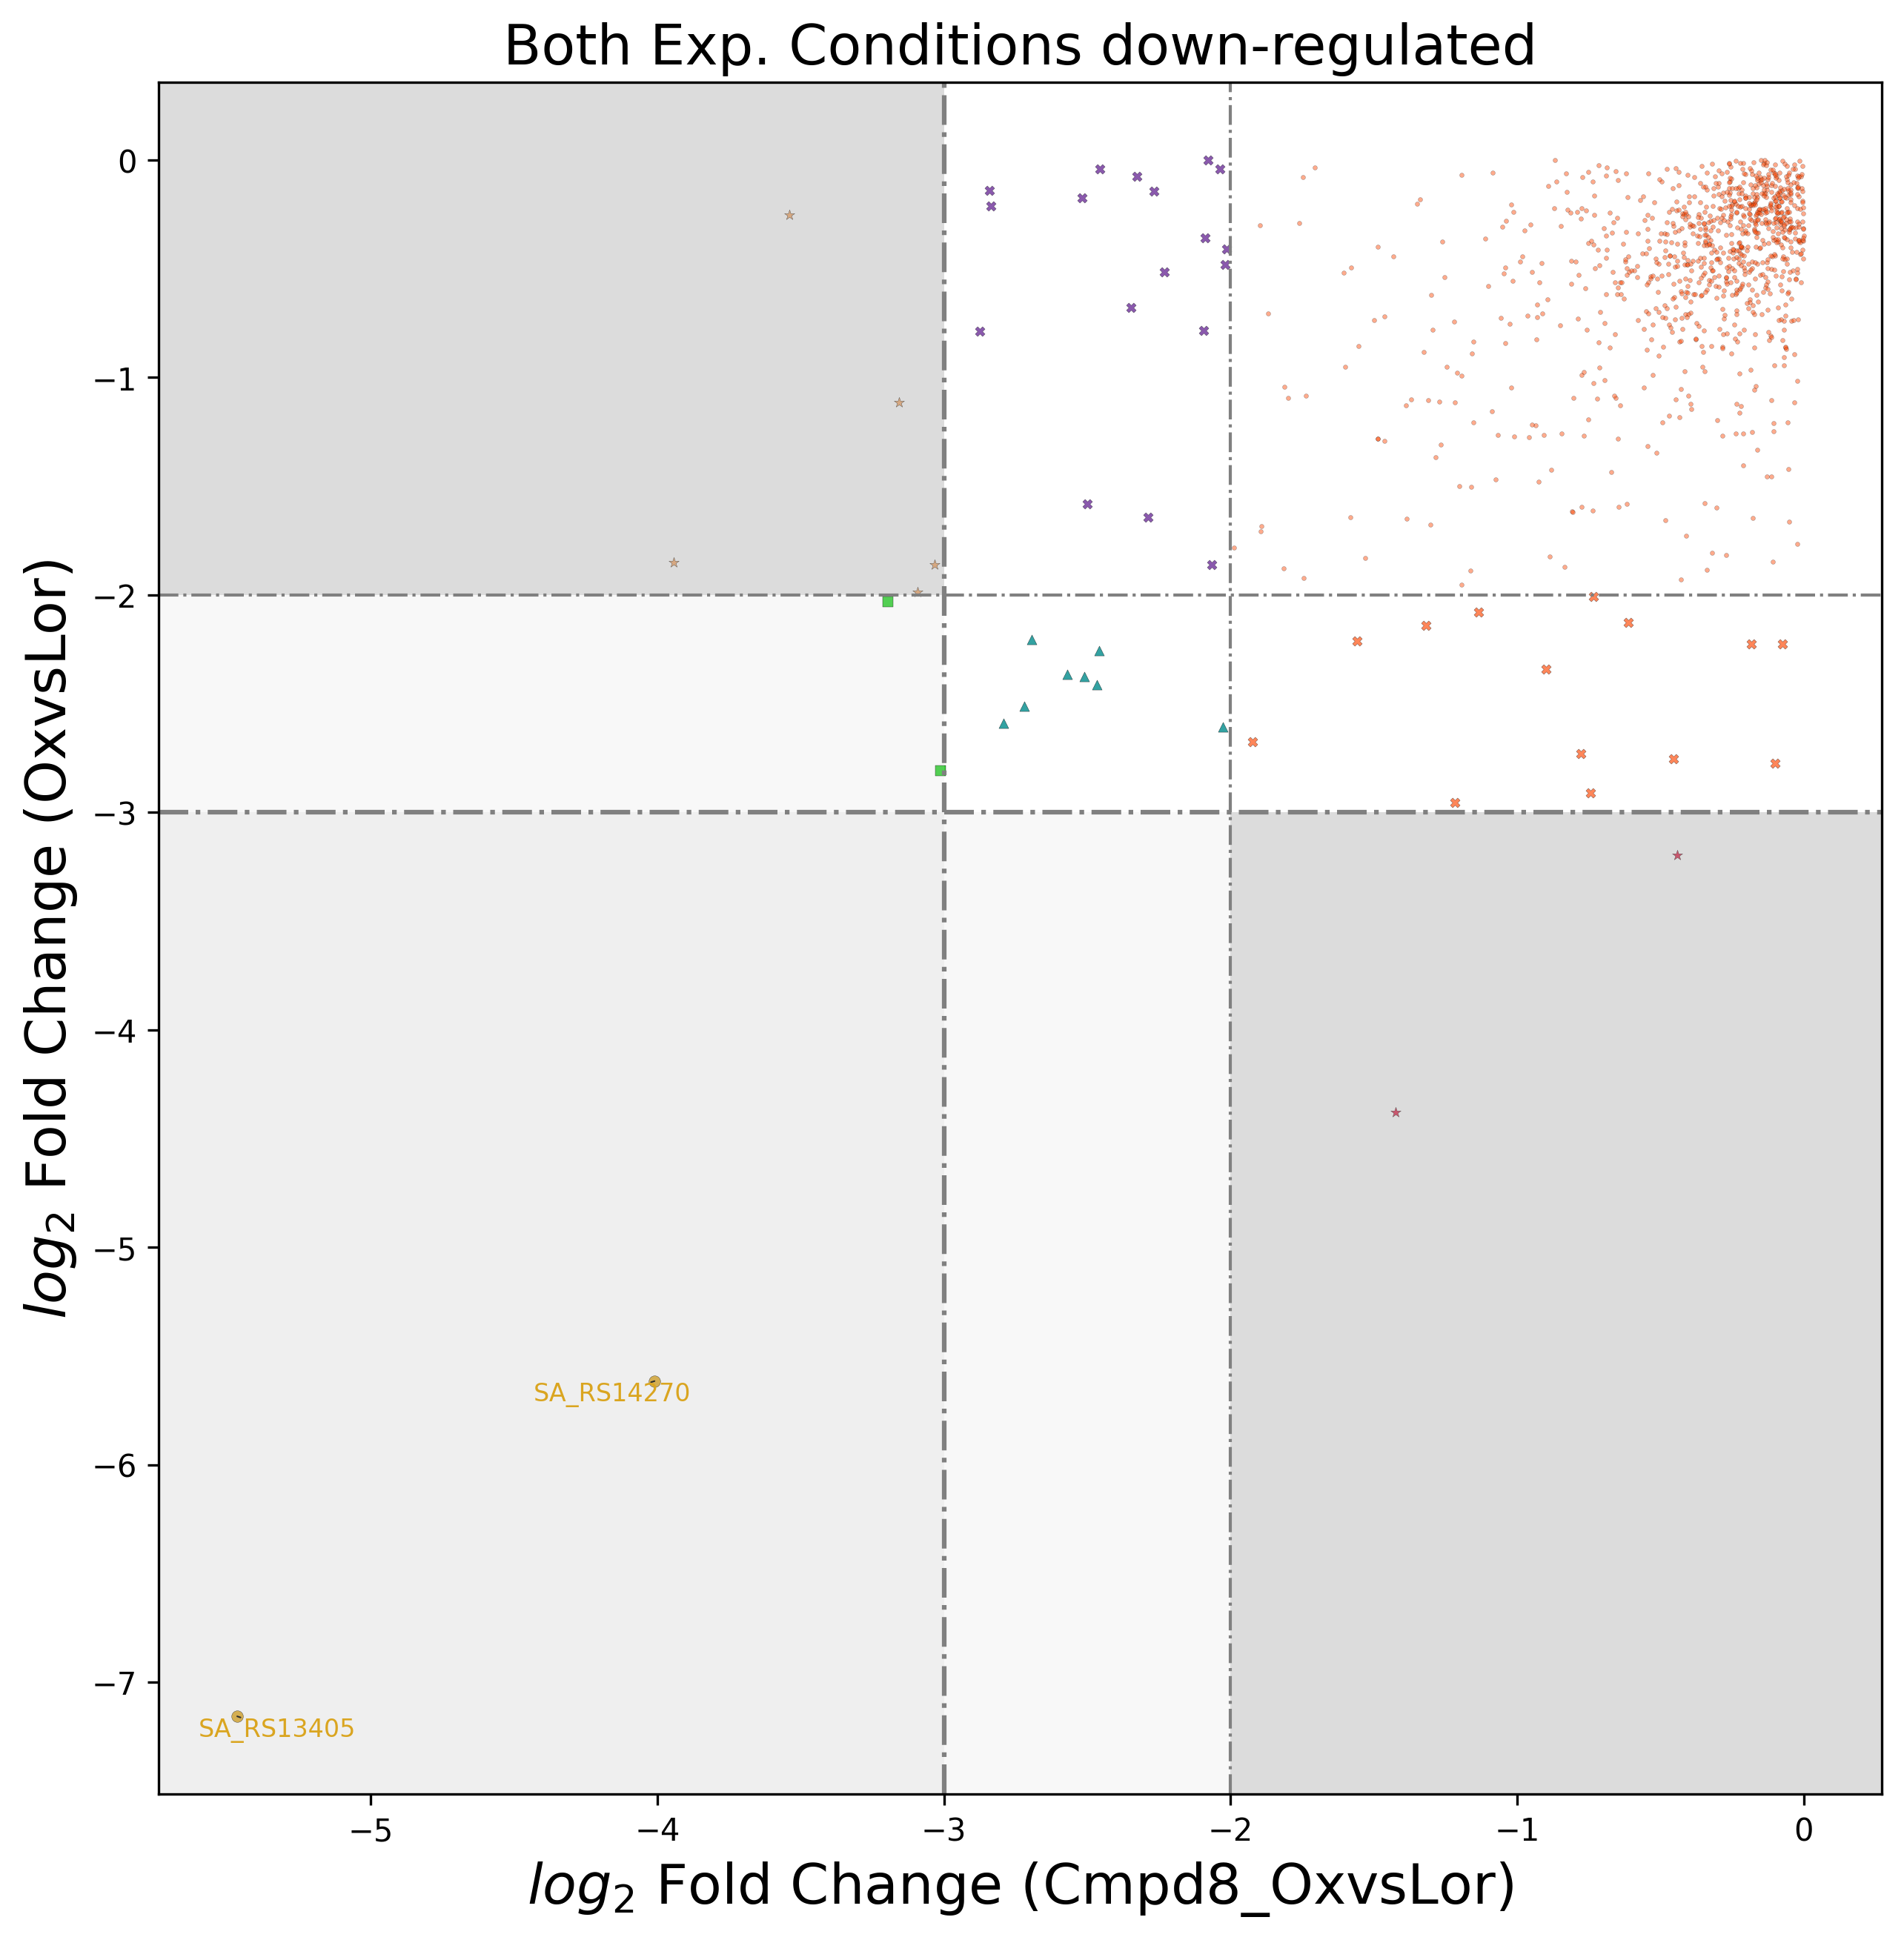 Both Exp. Conditions down-regulated
log₂ Fold Change (OxvsLor)
0
−1
−2
−3
−4
−5
−6
−7
SA_RS14270
SA_RS13405
−5
−4
−3
−2
−1
0
log₂ Fold Change (Cmpd8_OxvsLor)